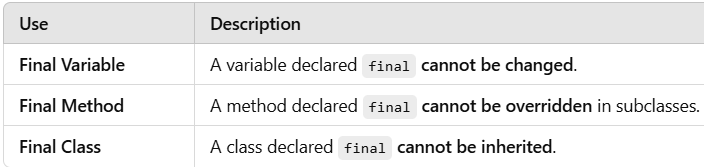 Use Description
Final Variable A variable declared final cannot be changed.
Final Method A method declared final cannot be overridden in subclasses.
Final Class A class declared final cannot be inherited.